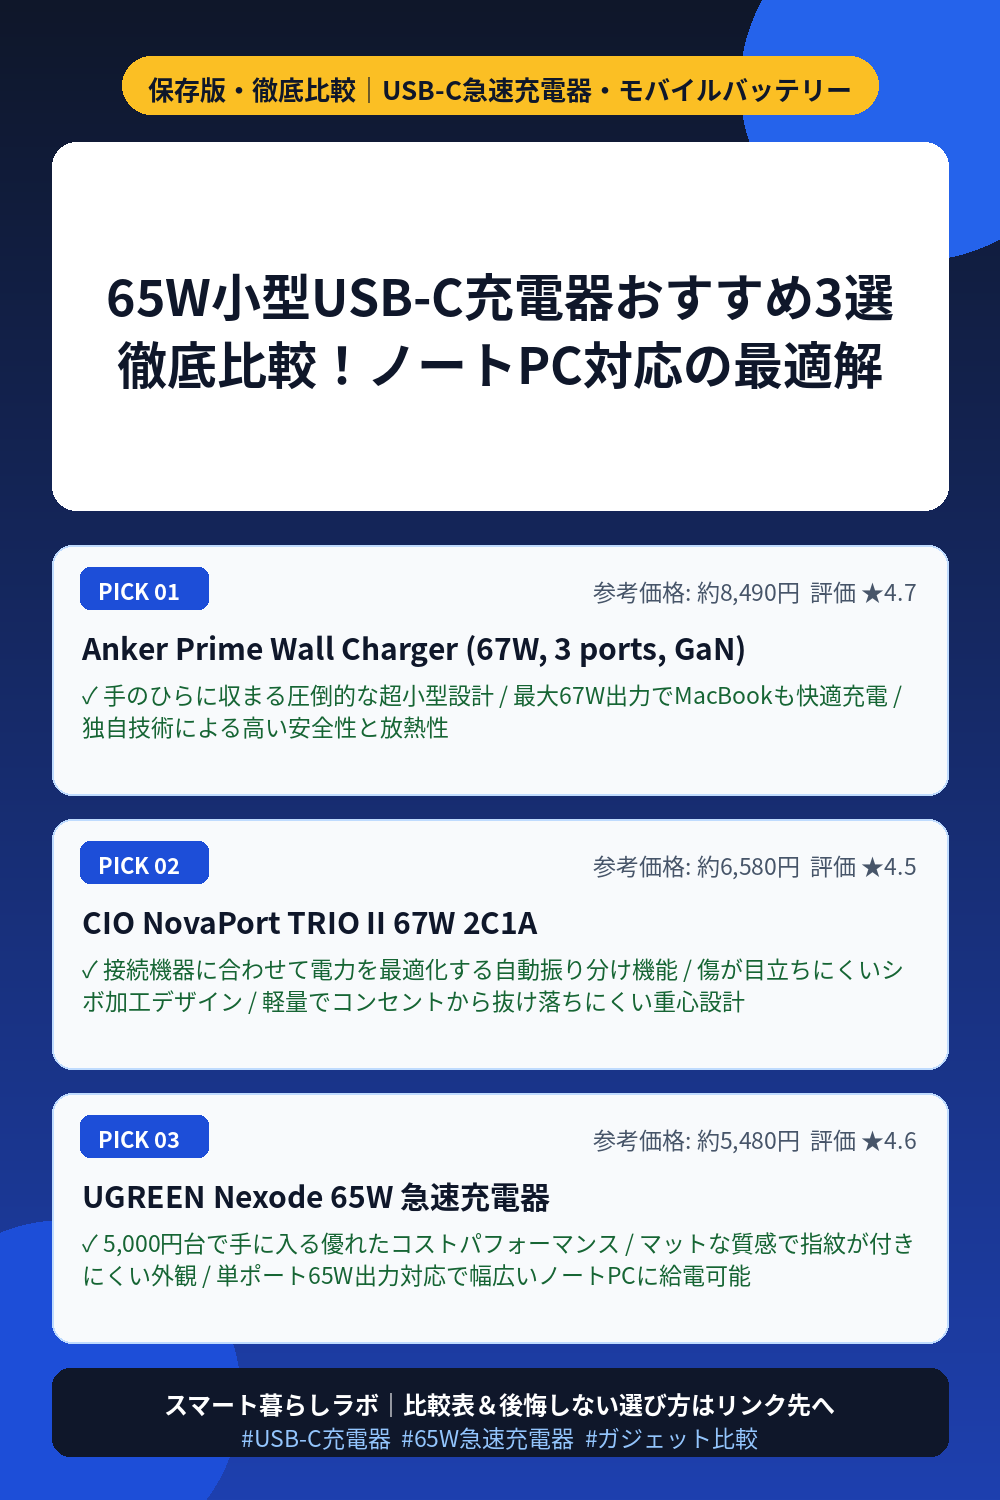 保存版・徹底比較｜USB-C急速充電器・モバイルバッテリー
65W小型USB-C充電器おすすめ3選
徹底比較！ノートPC対応の最適解
PICK 01
参考価格: 約8,490円 評価 ★4.7
Anker Prime Wall Charger (67W, 3 ports, GaN)
✓ 手のひらに収まる圧倒的な超小型設計 / 最大67W出力でMacBookも快適充電 /
独自技術による高い安全性と放熱性
PICK 02
参考価格: 約6,580円 評価 ★4.5
CIO NovaPort TRIO II 67W 2C1A
✓ 接続機器に合わせて電力を最適化する自動振り分け機能 / 傷が目立ちにくいシ
ボ加工デザイン / 軽量でコンセントから抜け落ちにくい重心設計
PICK 03
参考価格: 約5,480円 評価 ★4.6
UGREEN Nexode 65W 急速充電器
✓ 5,000円台で手に入る優れたコストパフォーマンス / マットな質感で指紋が付き
にくい外観 / 単ポート65W出力対応で幅広いノートPCに給電可能
スマート暮らしラボ｜比較表＆後悔しない選び方はリンク先へ
#USB-C充電器 #65W急速充電器 #ガジェット比較